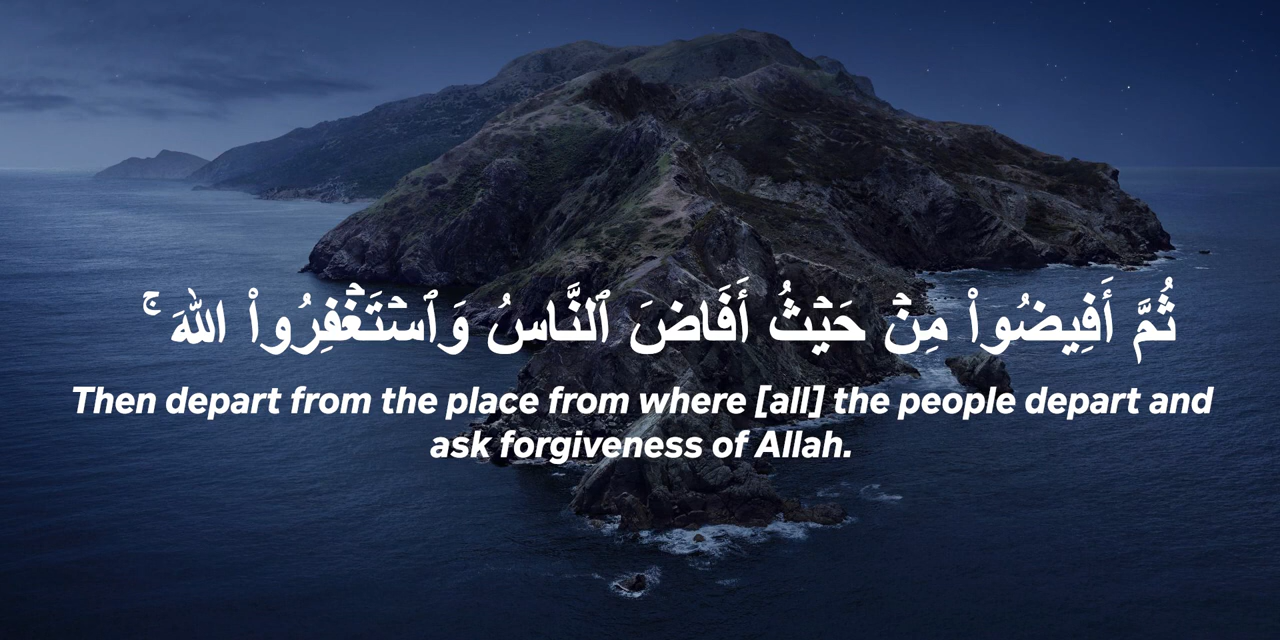 ثُمَّ أَفِيضُوا۟ مِنۡ حَيۡثُ أَفَاضَ ٱلنَّاسُ وَٱسۡتَغۡفِرُوا۟ اللهَ ۚ
Then depart from the place from where [all] the people depart and
ask forgiveness of Allah.